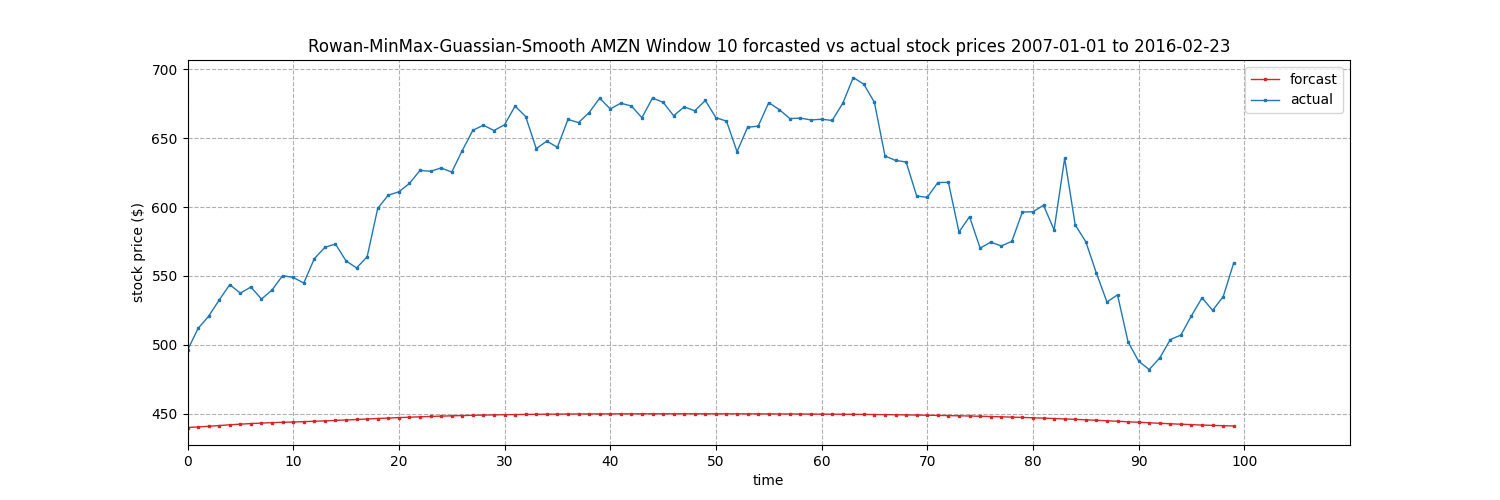 Rowan-MinMax-Guassian-Smooth AMZN Window 10 forcasted vs actual stock prices 2007-01-01 to 2016-02-23
forcast
actual
stock price ($)
700
650
600
550
500
450
0 10 20 30 40 50 60 70 80 90 100
time